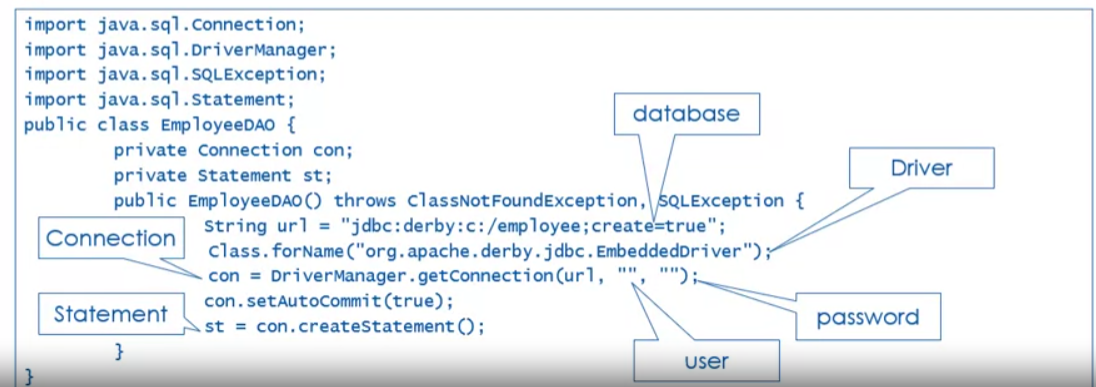 import java.sql.Connection;
import java.sql.DriverManager;
import java.sql.SQLException;
import java.sql.Statement;
public class EmployeeDAO {
database
private Connection con;
Driver
private Statement st;
public EmployeeDAO() throws ClassNotFoundException, SQLException {
String url = "jdbc:derby:c:/employee;create=true";
Connection
Class.forName("org.apache.derby.jdbc.EmbeddedDriver");
con = DriverManager.getConnection(url, "", "");
con.setAutoCommit(true);
Statement
password
st = con.createStatement();
}
user
}